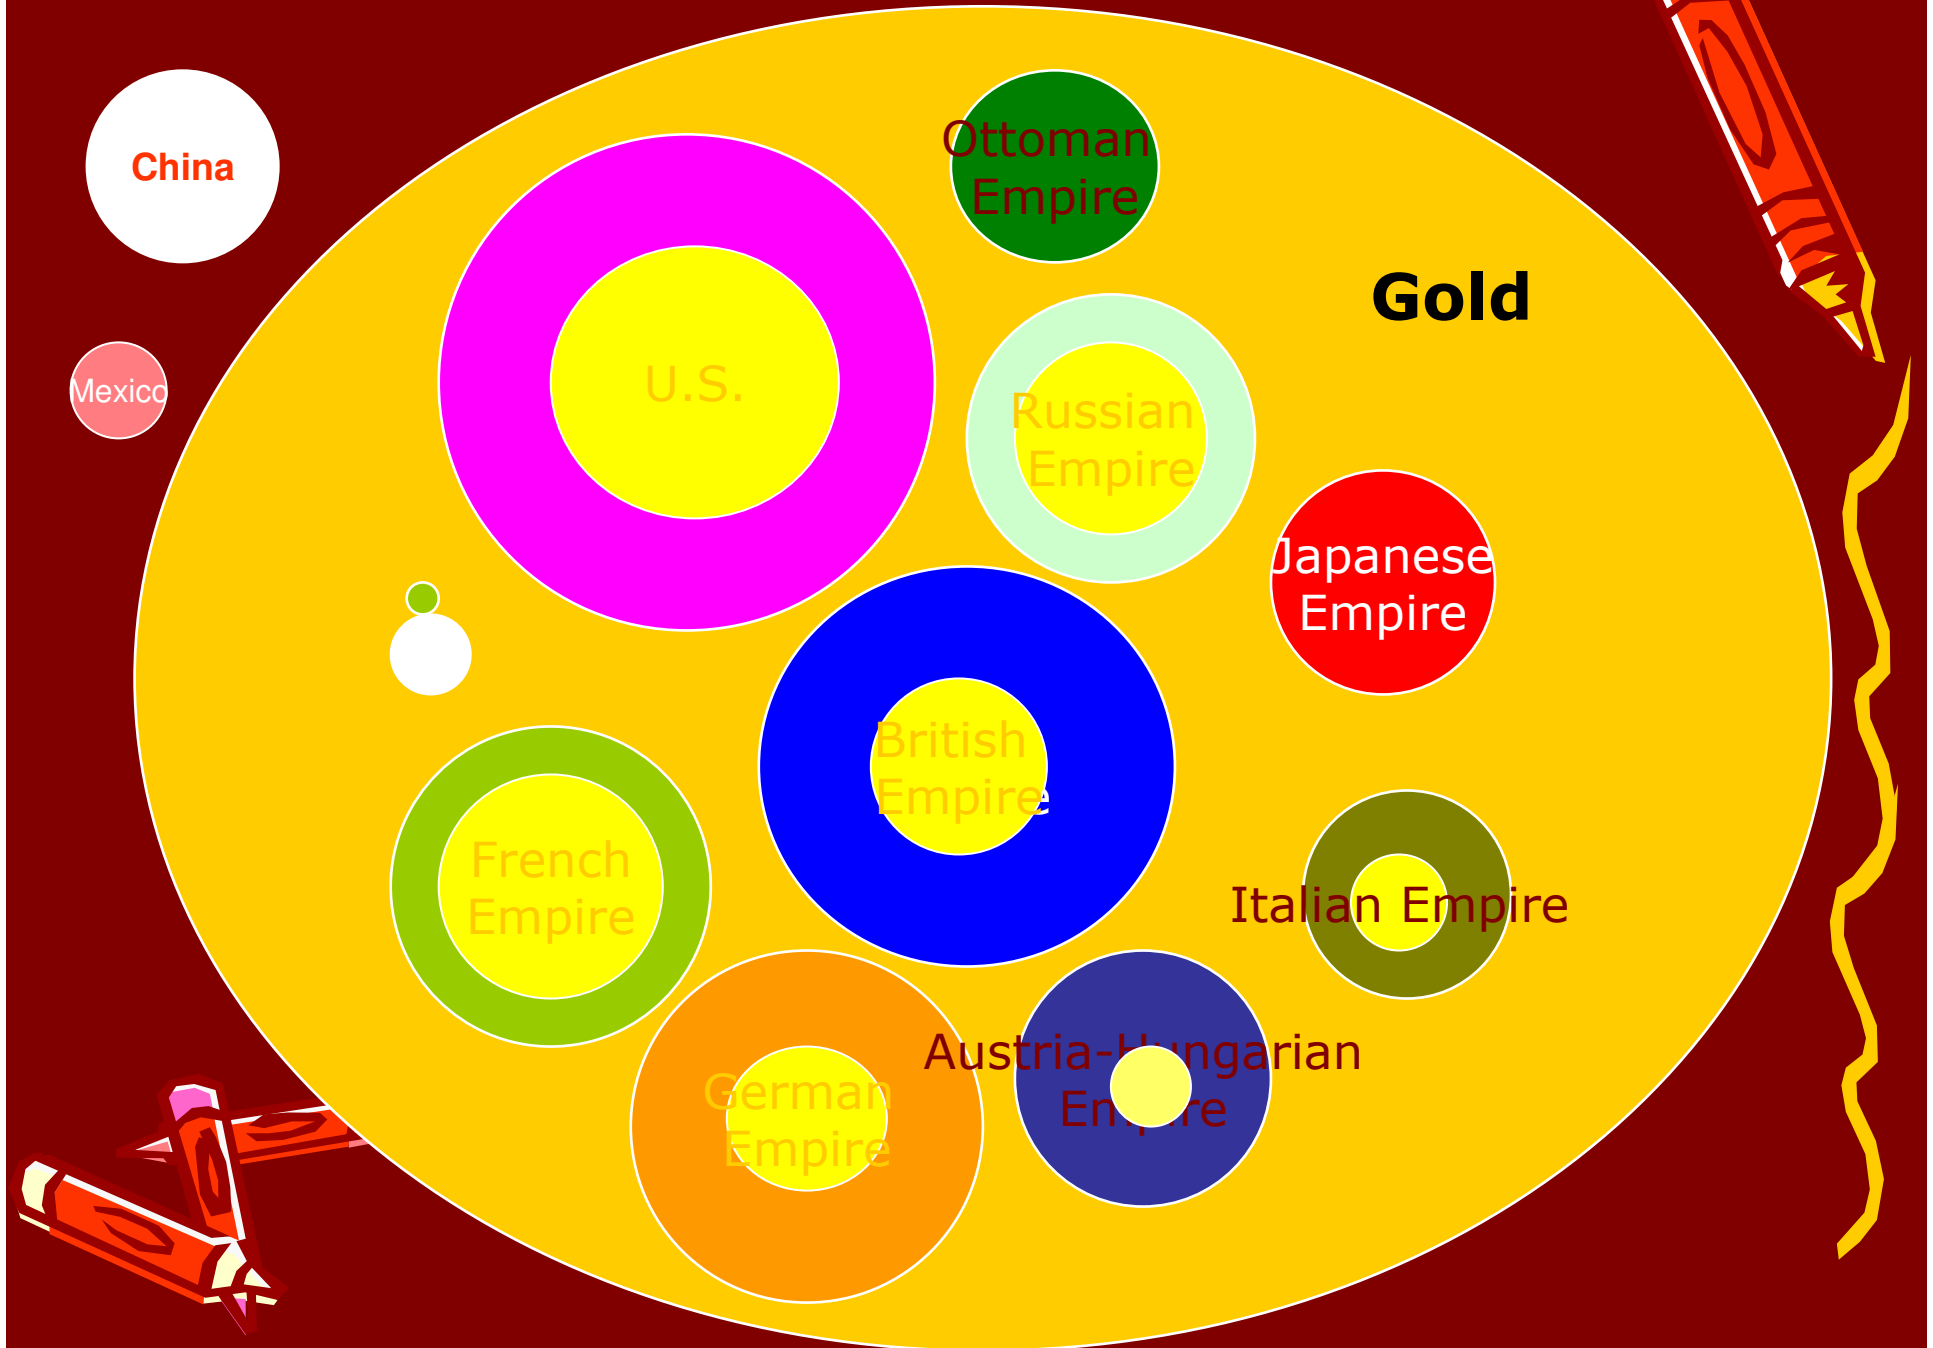 China
Ottoman
Empire
Gold
U.S.
Mexico
Russian
Empire
Japanese
Empire
British
Empire
French
Empire
Italian Empire
Austria-Hungarian
Empire
German
Empire